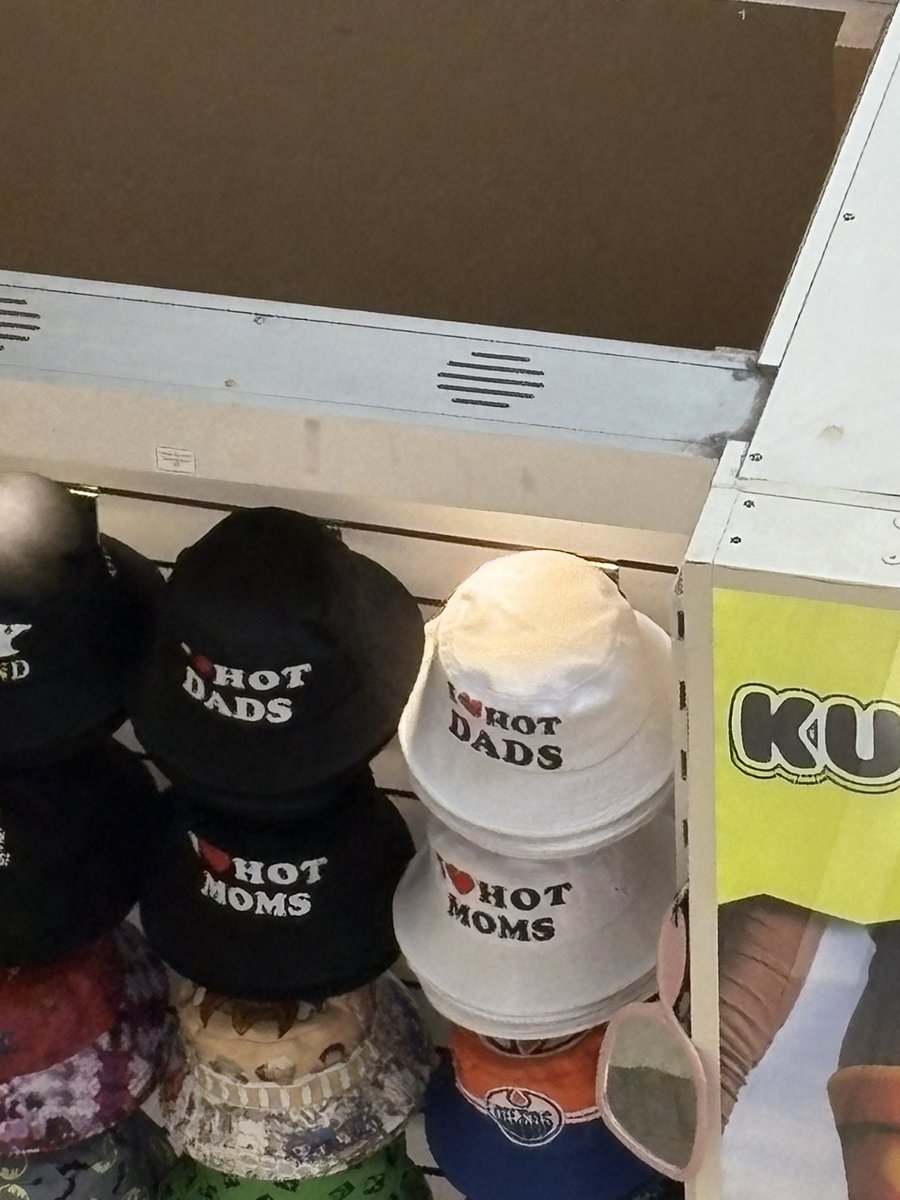 I ❤ HOT
DADS
I ❤ HOT
DADS
KU
I ❤ HOT
MOMS
I ❤ HOT
MOMS
OILERS